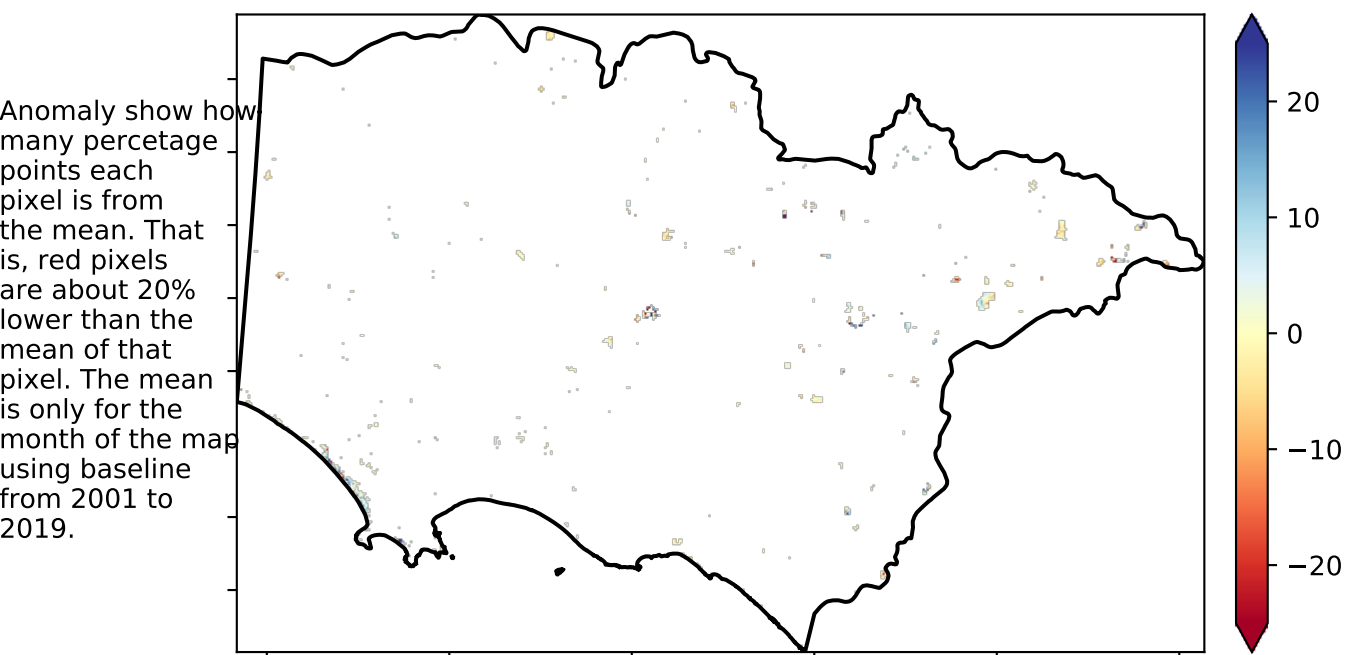 Anomaly show how
many percetage
points each
pixel is from
the mean. That
is, red pixels
are about 20%
lower than the
mean of that
pixel. The mean
is only for the
month of the map
using baseline
from 2001 to
2019.
20
10
0
−10
−20